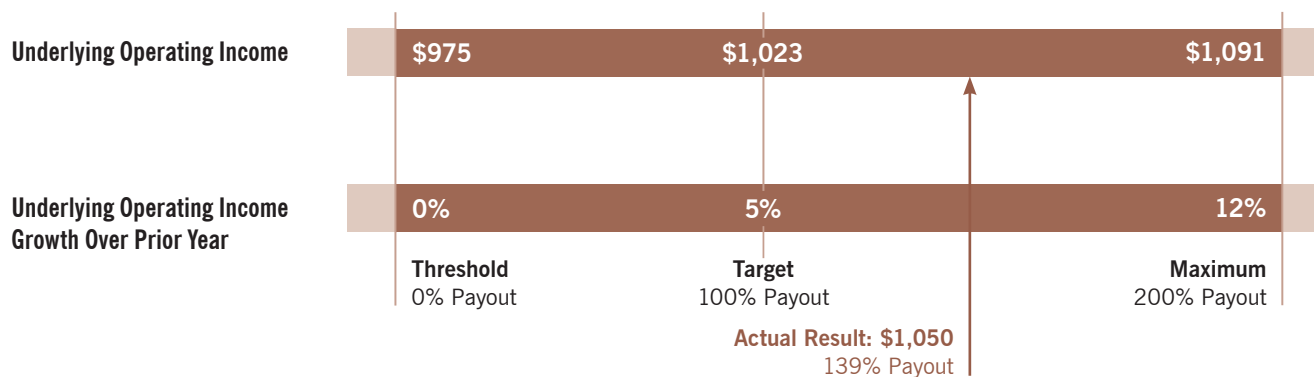 Underlying Operating Income
$975 $1,023 $1,091
Underlying Operating Income
Growth Over Prior Year
0% 5% 12%
Threshold Target Maximum
0% Payout 100% Payout 200% Payout
Actual Result: $1,050
139% Payout